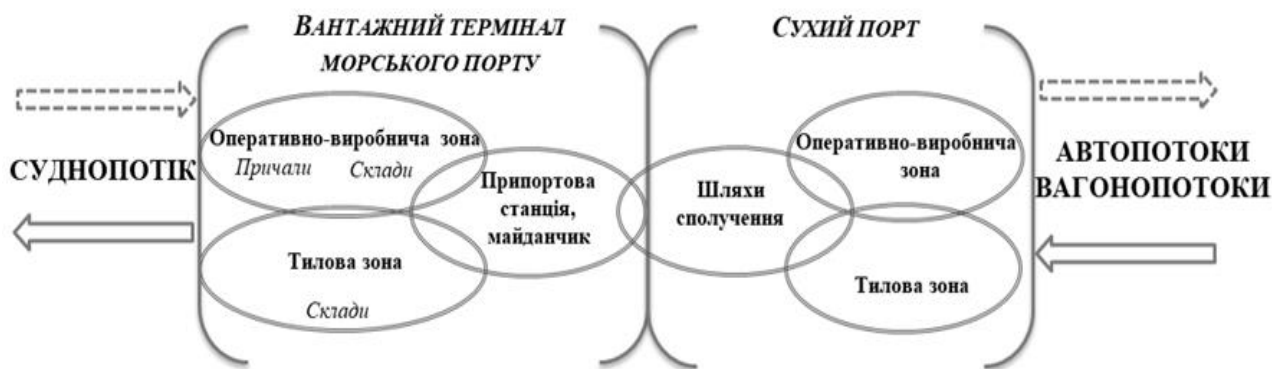 ВАНТАЖНИЙ ТЕРМІНАЛ
МОРСЬКОГО ПОРТУ
СУХИЙ ПОРТ
СУДНОПОТІК
Оперативно-виробнича зона
Причали Склади
Тилова зона
Склади
Припортова
станція,
майданчик
Шляхи
сполучення
Оперативно-виробнича
зона
Тилова зона
АВТОПОТОКИ
ВАГОНОПОТОКИ